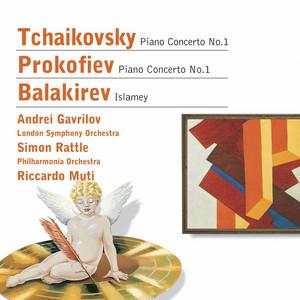 Tchaikovsky Piano Concerto No.1
Prokofiev Piano Concerto No.1
Balakirev Islamey
Andrei Gavrilov
London Symphony Orchestra
Simon Rattle
Philharmonia Orchestra
Riccardo Muti